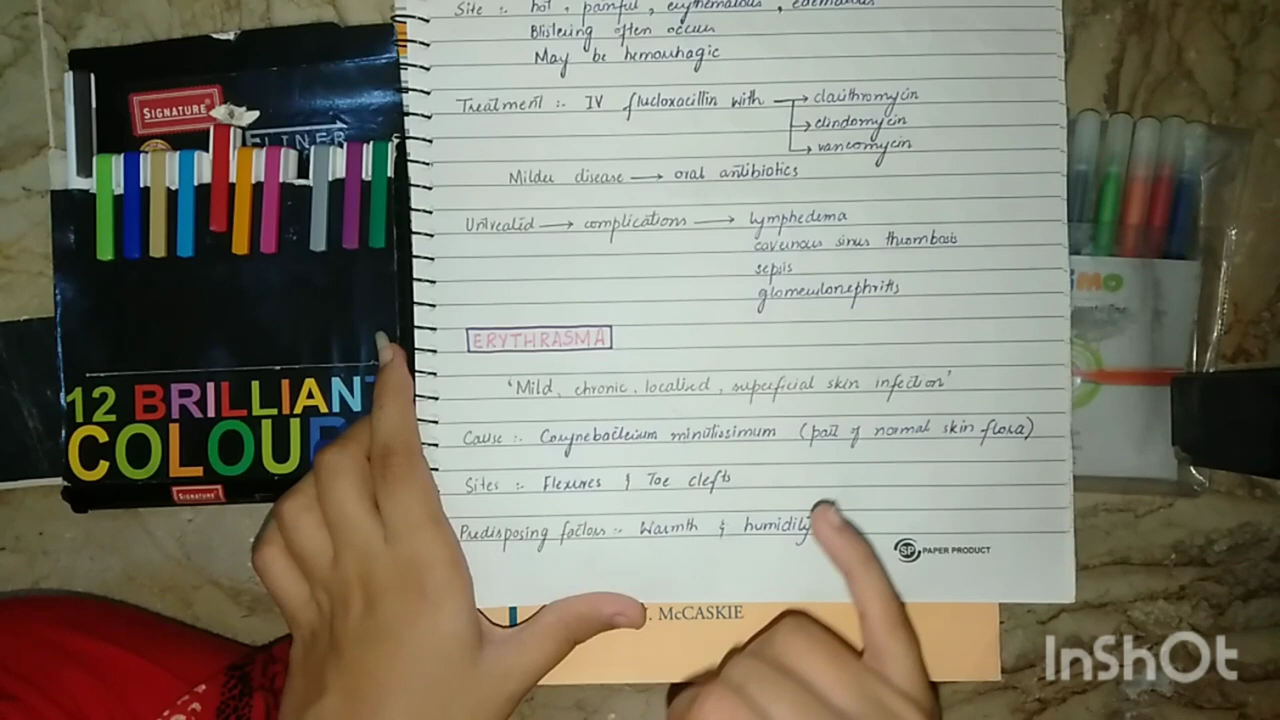 Site :- hot, painful, erythematous, edematous
Blistering often occurs
May be hemorrhagic
Treatment :- IV flucloxacillin with → clarithromycin
→ clindomycin
→ vancomycin
Milder disease → oral antibiotics
Untreated → complications → lymphedema
cavernous sinus thrombosis
sepsis
glomerulonephritis
ERYTHRASMA
'Mild, chronic, localised, superficial skin infection'
Cause :- Corynebacterium minutissimum (part of normal skin flora)
Sites :- Flexures & Toe clefts
Predisposing factors :- Warmth & humidity
SP PAPER PRODUCT
McCASKIE
SIGNATURE
LINER
12 BRILLIANT
COLOU
SIGNATURE
InShOt